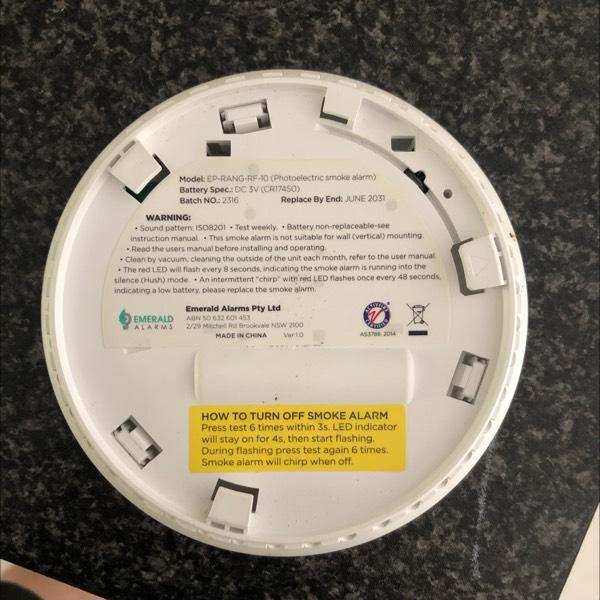 Model: EP-RANG-RF-10 (Photoelectric smoke alarm)
Battery Spec.: DC 3V (CR17450)
Batch NO.: 2316 Replace By End: JUNE 2031
WARNING:
• Sound pattern: ISO8201 • Test weekly. • Battery non-replaceable-see
instruction manual. • This smoke alarm is not suitable for wall (vertical) mounting.
• Read the users manual before installing and operating.
• Clean by vacuum, cleaning the outside of the unit each month, refer to the user manual.
• The red LED will flash every 8 seconds, indicating the smoke alarm is running into the
silence (Hush) mode. • An intermittent "chirp" with red LED flashes once every 48 seconds,
indicating a low battery, please replace the smoke alarm.
EMERALD
ALARMS
Emerald Alarms Pty Ltd
ABN 50 632 601 453
2/29 Mitchell Rd Brookvale NSW 2100
MADE IN CHINA Ver:1.0
AS3786: 2014
HOW TO TURN OFF SMOKE ALARM
Press test 6 times within 3s. LED indicator
will stay on for 4s, then start flashing.
During flashing press test again 6 times.
Smoke alarm will chirp when off.